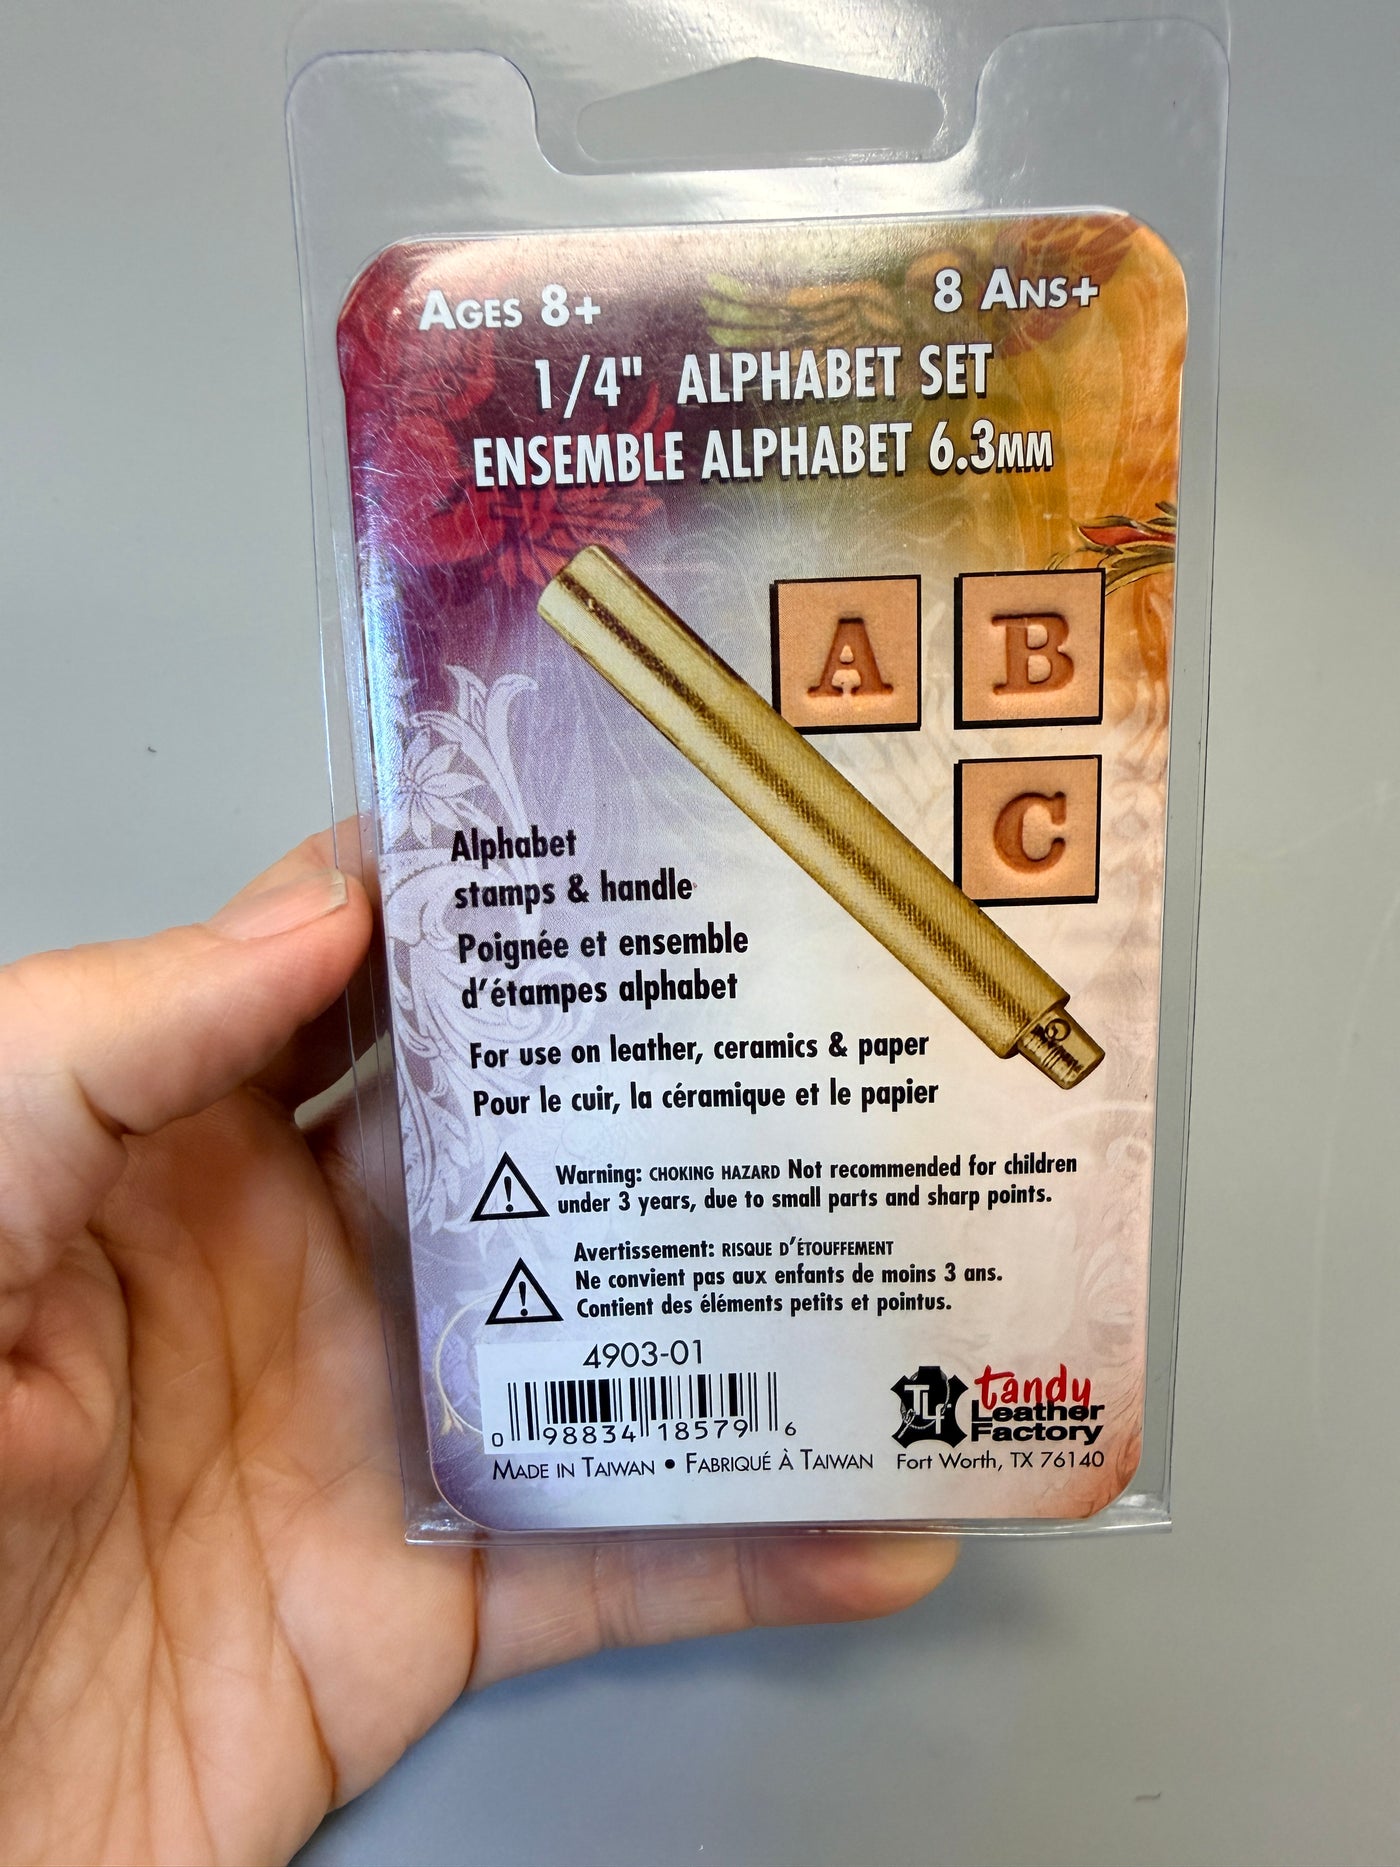 AGES 8+
8 ANS+
1/4" ALPHABET SET
ENSEMBLE ALPHABET 6.3MM
A
B
C
Alphabet
stamps & handle
Poignée et ensemble
d'étampes alphabet
For use on leather, ceramics & paper
Pour le cuir, la céramique et le papier
Warning: CHOKING HAZARD Not recommended for children
under 3 years, due to small parts and sharp points.
Avertissement: RISQUE D'ÉTOUFFEMENT
Ne convient pas aux enfants de moins 3 ans.
Contient des éléments petits et pointus.
4903-01
0 98834 18579 6
MADE IN TAIWAN • FABRIQUÉ À TAIWAN
TLF
tandy
Leather
Factory
Fort Worth, TX 76140